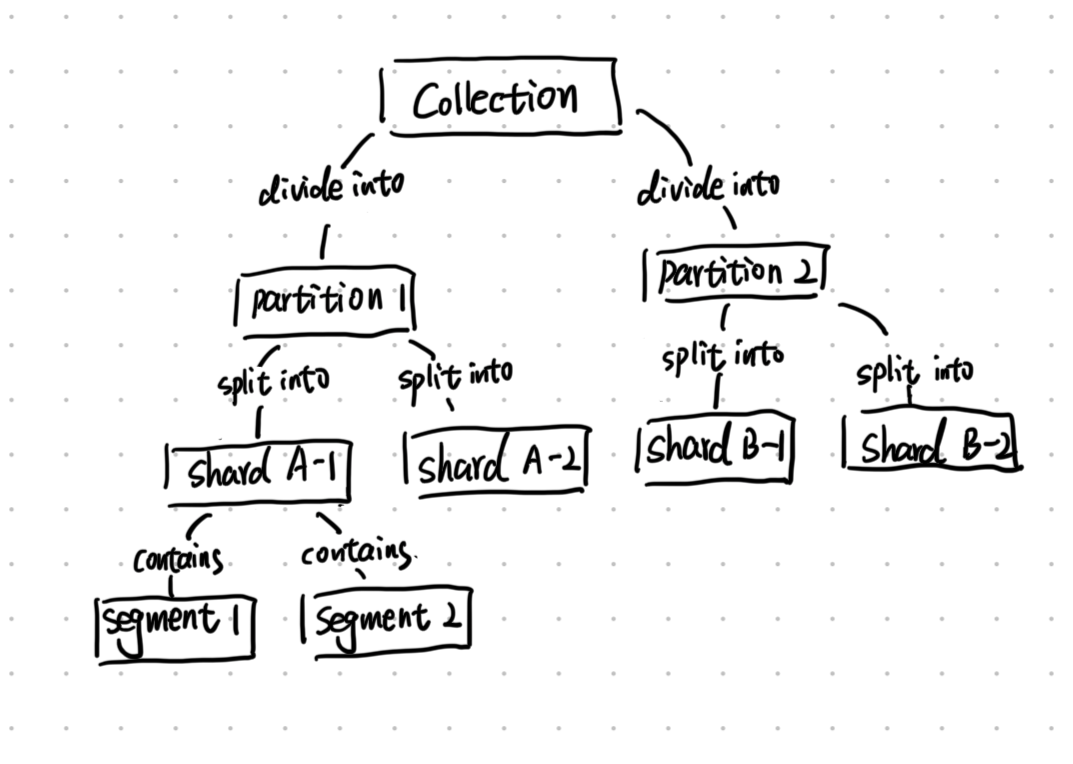 Collection
divide into
divide into
partition 1
partition 2
split into
split into
split into
split into
shard A-1
shard A-2
shard B-1
shard B-2
contains
contains.
segment 1
segment 2